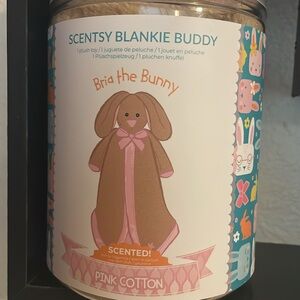 SCENTSY BLANKIE BUDDY
1 plush toy / 1 juguete de peluche / 1 jouet en peluche
1 Plüschspielzeug / 1 pluchen knuffel
Bria the Bunny
SCENTED!
PINK COTTON